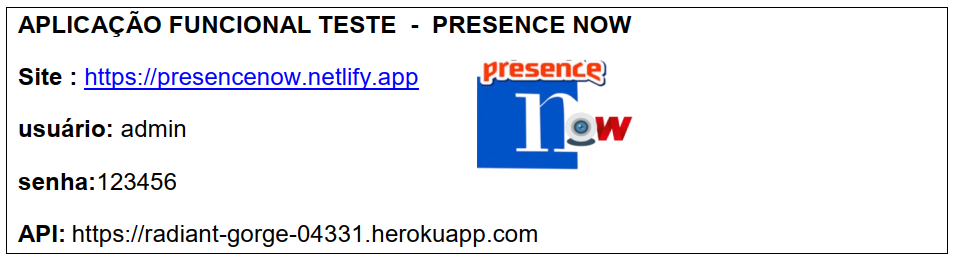 APLICAÇÃO FUNCIONAL TESTE - PRESENCE NOW
Site : https://presencenow.netlify.app
presence
now
usuário: admin
senha:123456
API: https://radiant-gorge-04331.herokuapp.com